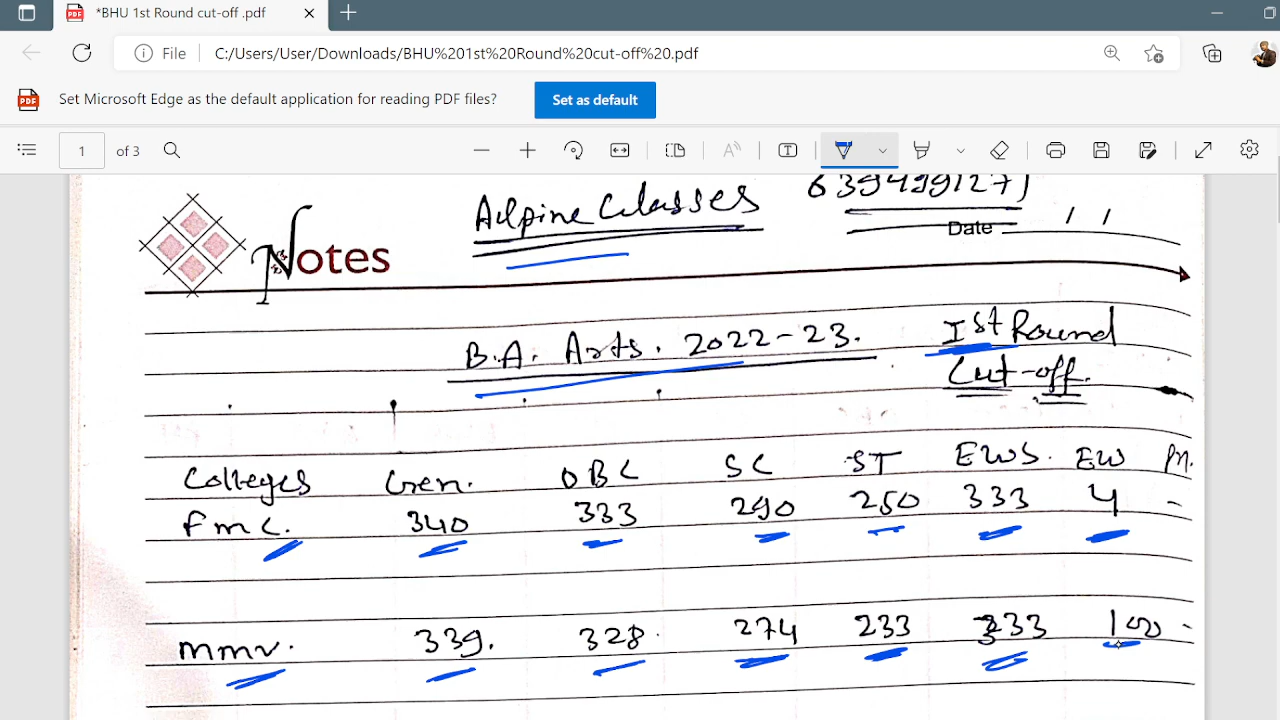 *BHU 1st Round cut-off .pdf
File C:/Users/User/Downloads/BHU%201st%20Round%20cut-off%20.pdf
Set Microsoft Edge as the default application for reading PDF files? Set as default
1 of 3
Alpine Classes
Notes
Date / /
B.A. Arts. 2022-23. Ist Round
Cut-off.
Colleges Gen. OBC SC ST EWS. EW
FMC. 340 333 290 250 333 4 -
MMV. 339. 328 274 233 333 100 -